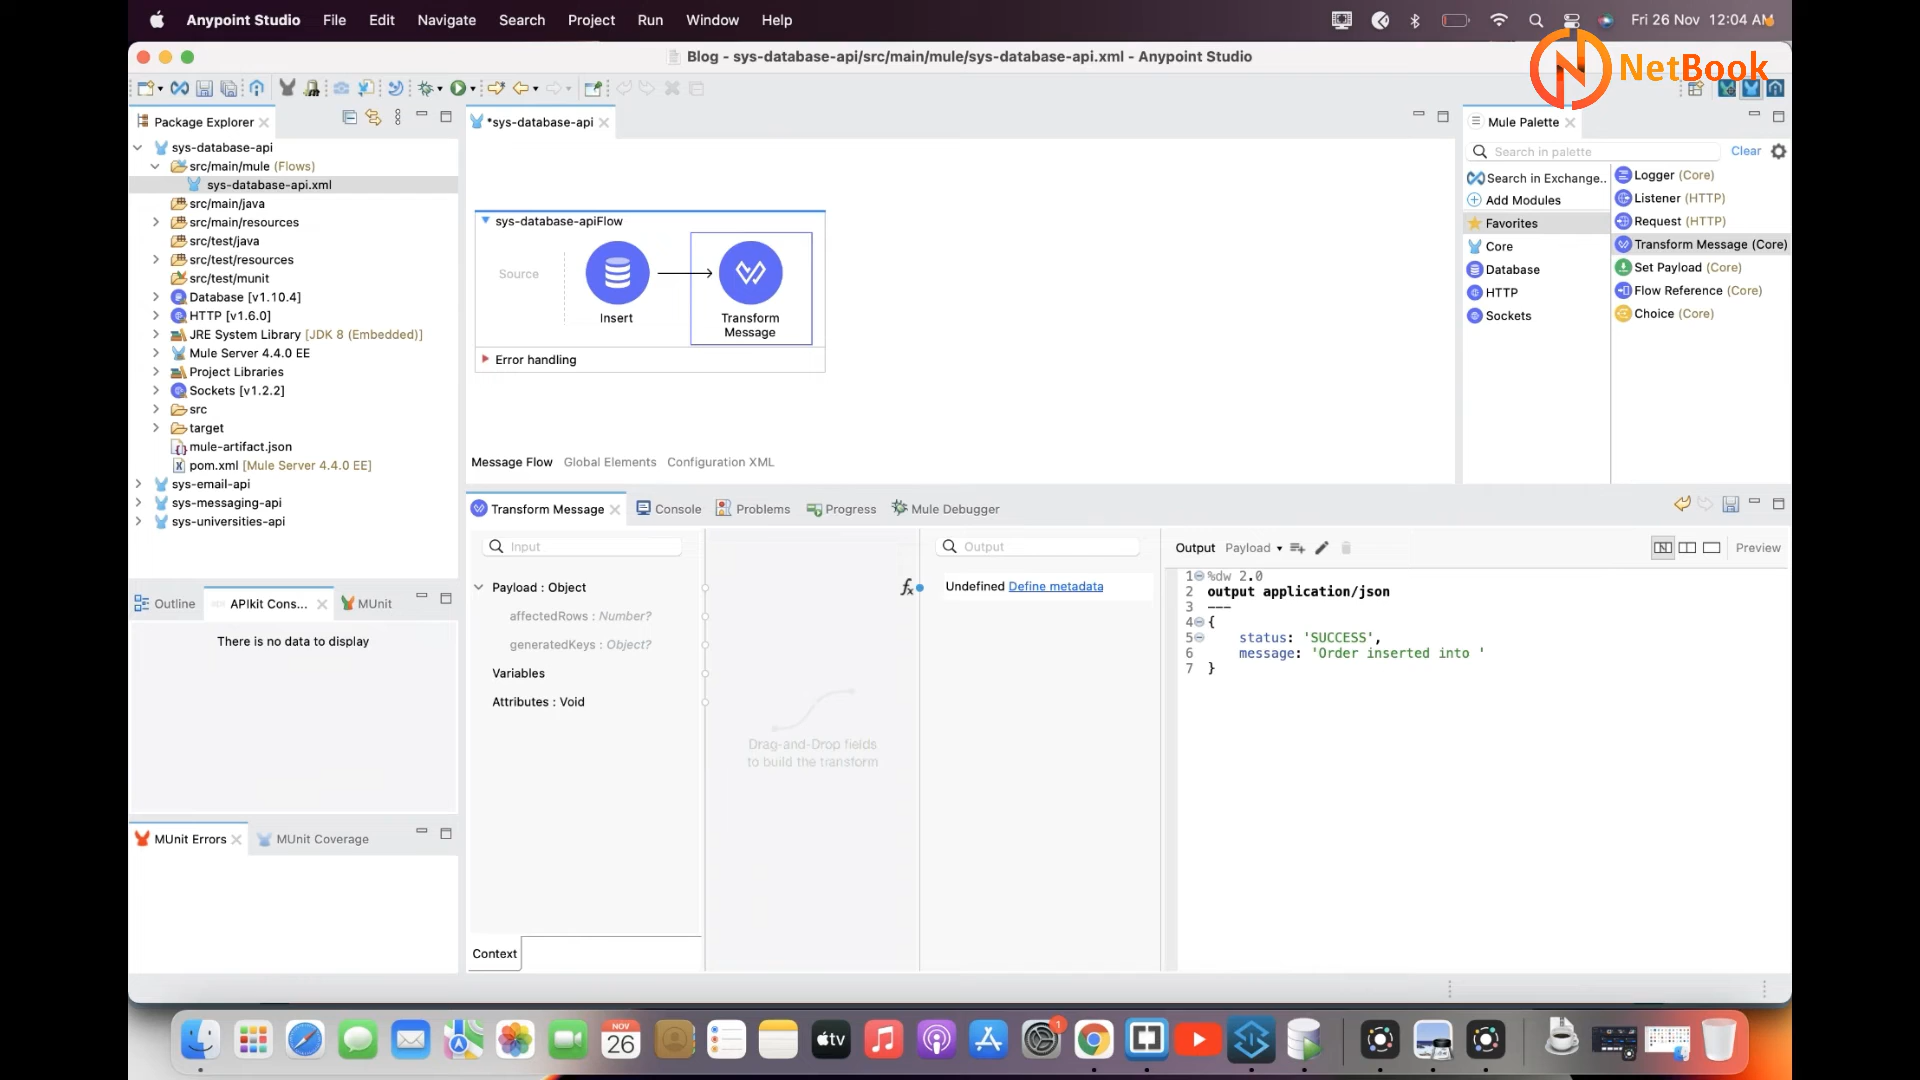 Anypoint Studio File Edit Navigate Search Project Run Window Help
Fri 26 Nov 12:04 AM
Blog - sys-database-api/src/main/mule/sys-database-api.xml - Anypoint Studio
NetBook
Package Explorer
sys-database-api
src/main/mule (Flows)
sys-database-api.xml
src/main/java
src/main/resources
src/test/java
src/test/resources
src/test/munit
Database [v1.10.4]
HTTP [v1.6.0]
JRE System Library [JDK 8 (Embedded)]
Mule Server 4.4.0 EE
Project Libraries
Sockets [v1.2.2]
src
target
mule-artifact.json
pom.xml [Mule Server 4.4.0 EE]
sys-email-api
sys-messaging-api
sys-universities-api
*sys-database-api
sys-database-apiFlow
Source
Insert
Transform
Message
Error handling
Message Flow Global Elements Configuration XML
Mule Palette
Search in palette
Clear
Search in Exchange..
Add Modules
Favorites
Core
Database
HTTP
Sockets
Logger (Core)
Listener (HTTP)
Request (HTTP)
Transform Message (Core)
Set Payload (Core)
Flow Reference (Core)
Choice (Core)
Outline APIkit Cons... MUnit
There is no data to display
MUnit Errors MUnit Coverage
Transform Message Console Problems Progress Mule Debugger
Input
Payload : Object
affectedRows : Number?
generatedKeys : Object?
Variables
Attributes : Void
Context
Drag-and-Drop fields
to build the transform
fx
Output
Undefined Define metadata
Output Payload
Preview
1 %dw 2.0
2 output application/json
3 ---
4 {
5 status: 'SUCCESS',
6 message: 'Order inserted into '
7 }
NOV
26
tv
1